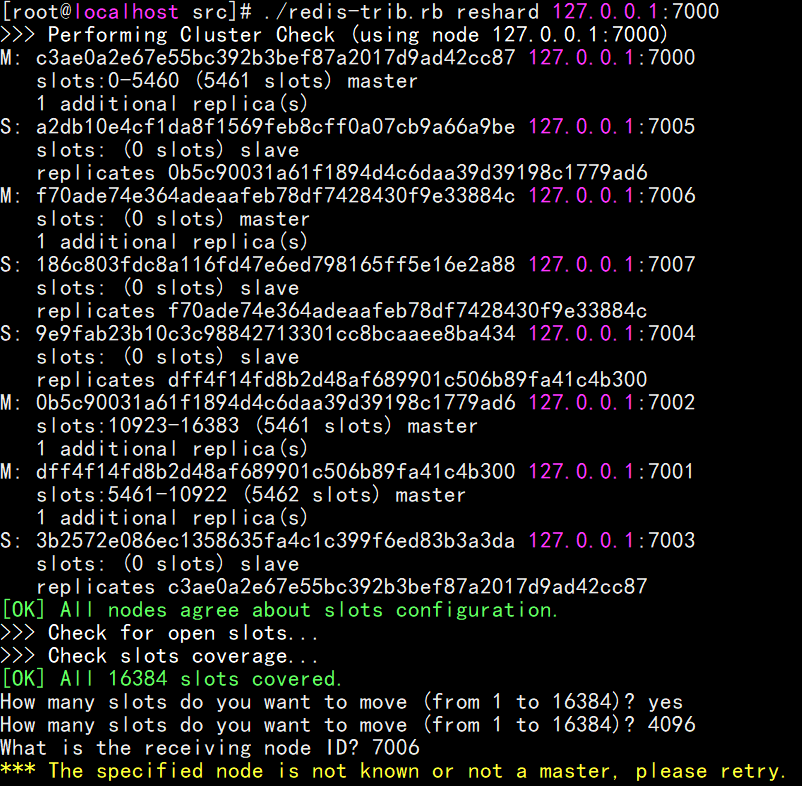 [root@localhost src]# ./redis-trib.rb reshard 127.0.0.1:7000
>>> Performing Cluster Check (using node 127.0.0.1:7000)
M: c3ae0a2e67e55bc392b3bef87a2017d9ad42cc87 127.0.0.1:7000
   slots:0-5460 (5461 slots) master
   1 additional replica(s)
S: a2db10e4cf1da8f1569feb8cff0a07cb9a66a9be 127.0.0.1:7005
   slots: (0 slots) slave
   replicates 0b5c90031a61f1894d4c6daa39d39198c1779ad6
M: f70ade74e364adeaafeb78df7428430f9e33884c 127.0.0.1:7006
   slots: (0 slots) master
   1 additional replica(s)
S: 186c803fdc8a116fd47e6ed798165ff5e16e2a88 127.0.0.1:7007
   slots: (0 slots) slave
   replicates f70ade74e364adeaafeb78df7428430f9e33884c
S: 9e9fab23b10c3c98842713301cc8bcaaee8ba434 127.0.0.1:7004
   slots: (0 slots) slave
   replicates dff4f14fd8b2d48af689901c506b89fa41c4b300
M: 0b5c90031a61f1894d4c6daa39d39198c1779ad6 127.0.0.1:7002
   slots:10923-16383 (5461 slots) master
   1 additional replica(s)
M: dff4f14fd8b2d48af689901c506b89fa41c4b300 127.0.0.1:7001
   slots:5461-10922 (5462 slots) master
   1 additional replica(s)
S: 3b2572e086ec1358635fa4c1c399f6ed83b3a3da 127.0.0.1:7003
   slots: (0 slots) slave
   replicates c3ae0a2e67e55bc392b3bef87a2017d9ad42cc87
[OK] All nodes agree about slots configuration.
>>> Check for open slots...
>>> Check slots coverage...
[OK] All 16384 slots covered.
How many slots do you want to move (from 1 to 16384)? yes
How many slots do you want to move (from 1 to 16384)? 4096
What is the receiving node ID? 7006
*** The specified node is not known or not a master, please retry.